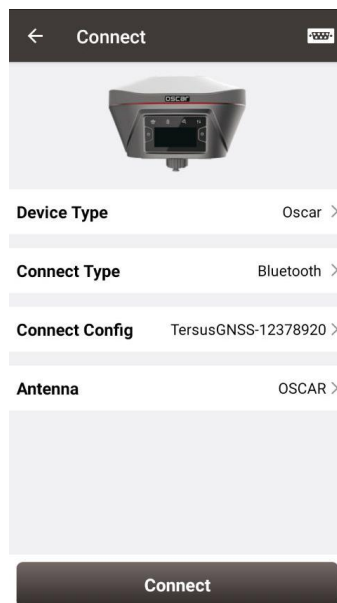 Connect
OSCAR
Device Type Oscar
Connect Type Bluetooth
Connect Config TersusGNSS-12378920
Antenna OSCAR
Connect